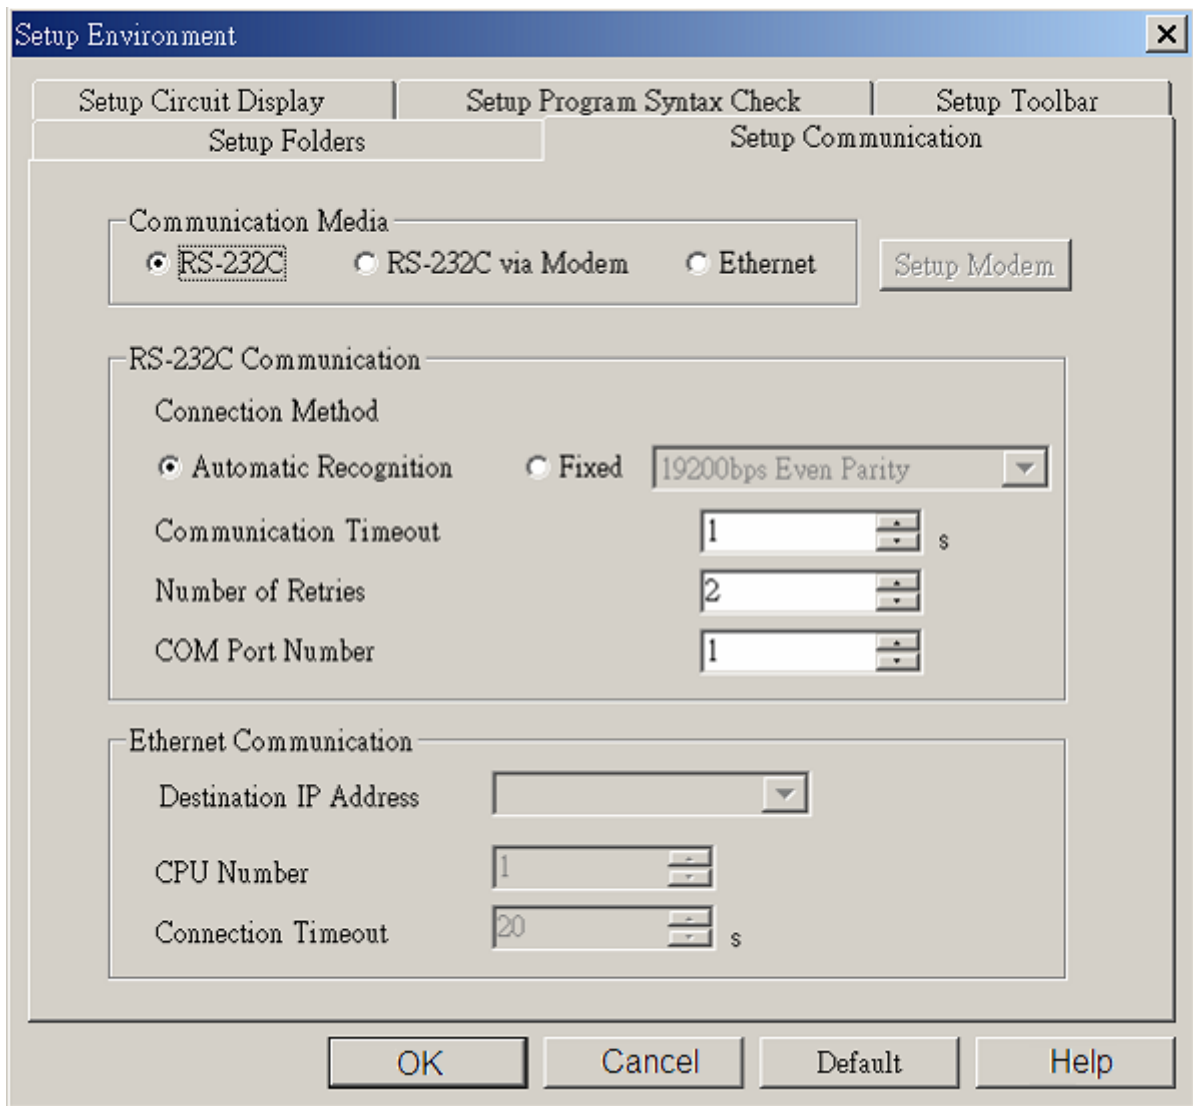 Setup Environment
Setup Circuit Display
Setup Program Syntax Check
Setup Toolbar
Setup Folders
Setup Communication
Communication Media
RS-232C
RS-232C via Modem
Ethernet
Setup Modem
RS-232C Communication
Connection Method
Automatic Recognition
Fixed
19200bps Even Parity
Communication Timeout
1
s
Number of Retries
2
COM Port Number
1
Ethernet Communication
Destination IP Address
CPU Number
1
Connection Timeout
20
s
OK
Cancel
Default
Help